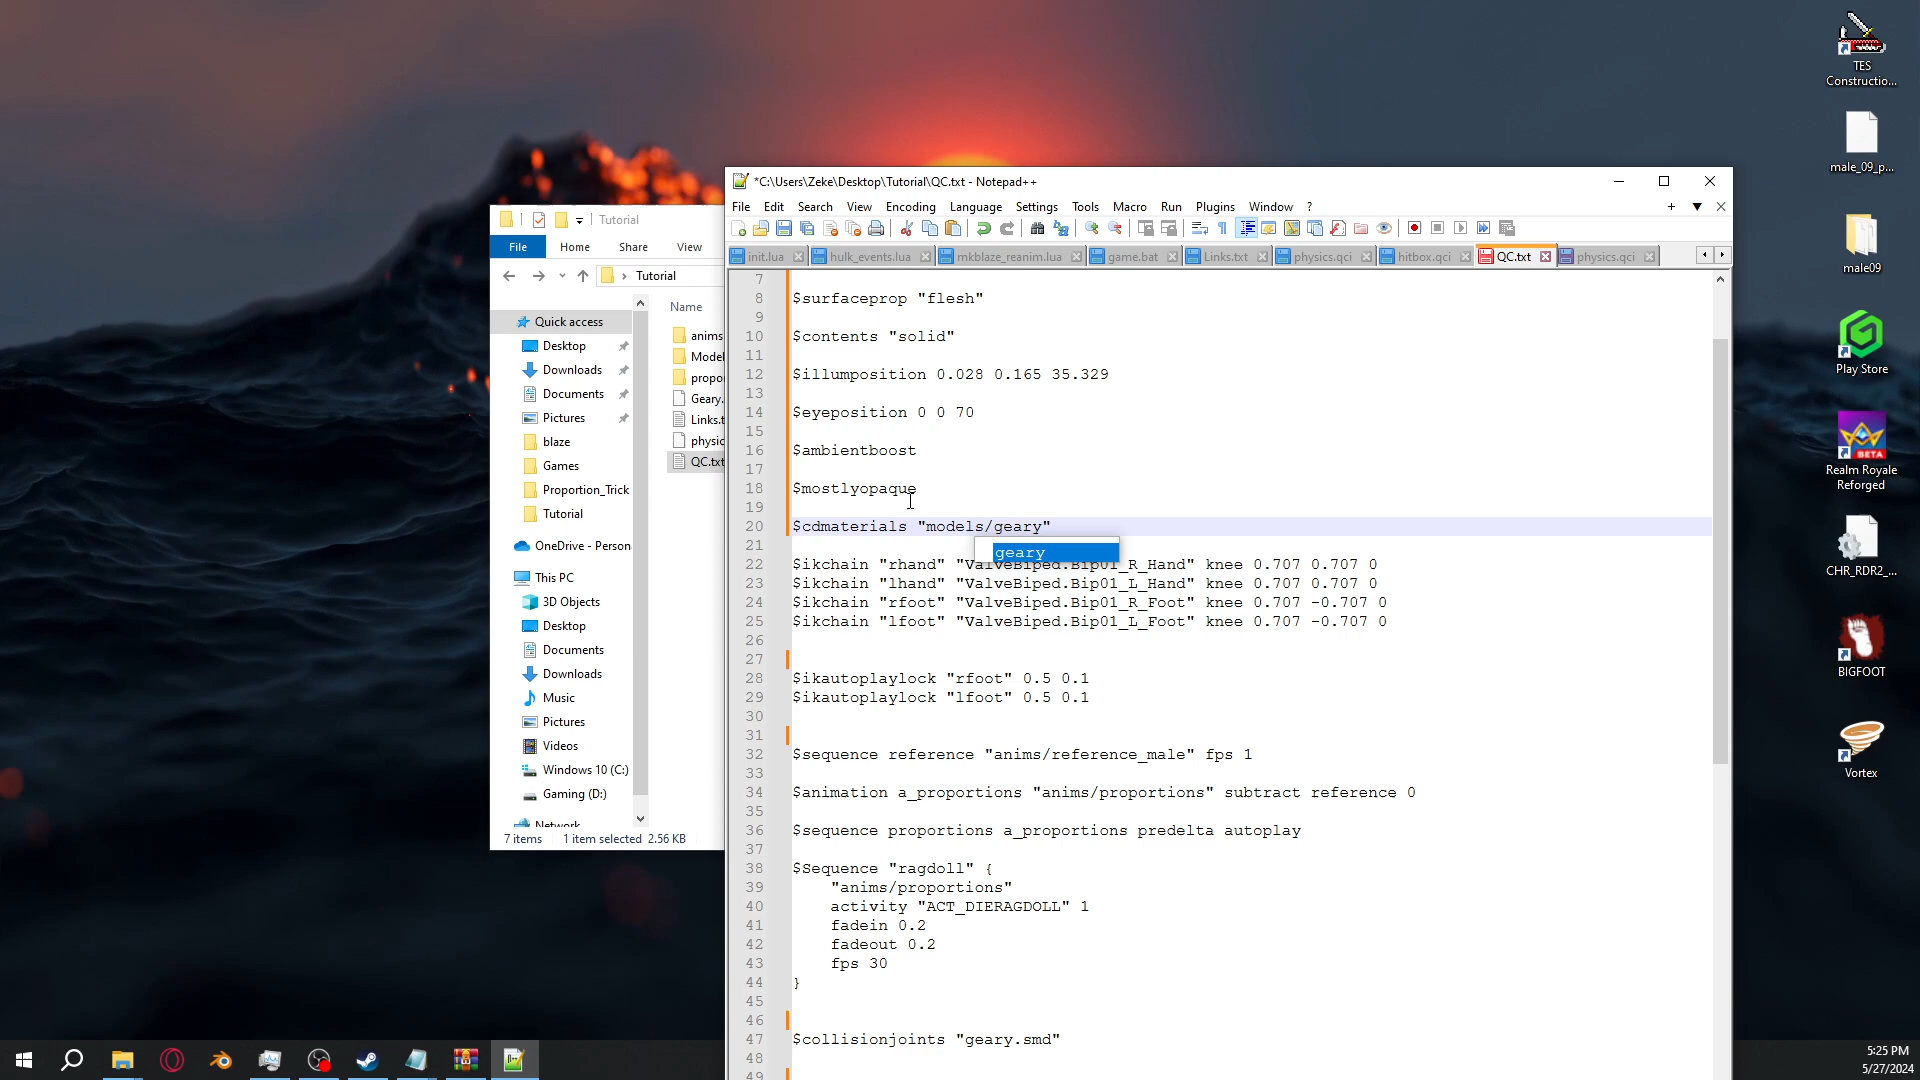 TES
Constructio...
male_09_p...
male09
Play Store
Realm Royale
Reforged
CHR_RDR2_...
BIGFOOT
Vortex
Tutorial
File
Home
Share
View
Tutorial
Name
Quick access
Desktop
Downloads
Documents
Pictures
blaze
Games
Proportion_Trick
Tutorial
OneDrive - Person
This PC
3D Objects
Desktop
Documents
Downloads
Music
Pictures
Videos
Windows 10 (C:)
Gaming (D:)
Network
anims
Model
propo
Geary.
Links.t
physic
QC.txt
7 items 1 item selected 2.56 KB
*C:\Users\Zeke\Desktop\Tutorial\QC.txt - Notepad++
File Edit Search View Encoding Language Settings Tools Macro Run Plugins Window ?
init.lua hulk_events.lua mkblaze_reanim.lua game.bat Links.txt physics.qci hitbox.qci QC.txt physics.qci
7
8 $surfaceprop "flesh"
9
10 $contents "solid"
11
12 $illumposition 0.028 0.165 35.329
13
14 $eyeposition 0 0 70
15
16 $ambientboost
17
18 $mostlyopaque
19
20 $cdmaterials "models/geary"
21
geary
22 $ikchain "rhand" "ValveBiped.Bip01_R_Hand" knee 0.707 0.707 0
23 $ikchain "lhand" "ValveBiped.Bip01_L_Hand" knee 0.707 0.707 0
24 $ikchain "rfoot" "ValveBiped.Bip01_R_Foot" knee 0.707 -0.707 0
25 $ikchain "lfoot" "ValveBiped.Bip01_L_Foot" knee 0.707 -0.707 0
26
27
28 $ikautoplaylock "rfoot" 0.5 0.1
29 $ikautoplaylock "lfoot" 0.5 0.1
30
31
32 $sequence reference "anims/reference_male" fps 1
33
34 $animation a_proportions "anims/proportions" subtract reference 0
35
36 $sequence proportions a_proportions predelta autoplay
37
38 $Sequence "ragdoll" {
39 "anims/proportions"
40 activity "ACT_DIERAGDOLL" 1
41 fadein 0.2
42 fadeout 0.2
43 fps 30
44 }
45
46
47 $collisionjoints "geary.smd"
48
49
5:25 PM
5/27/2024